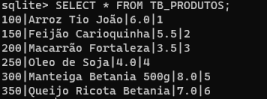 sqlite> SELECT * FROM TB_PRODUTOS;
100|Arroz Tio João|6.0|1
150|Feijão Carioquinha|5.5|2
200|Macarrão Fortaleza|3.5|3
250|Oleo de Soja|4.0|4
300|Manteiga Betania 500g|8.0|5
350|Queijo Ricota Betania|7.0|6